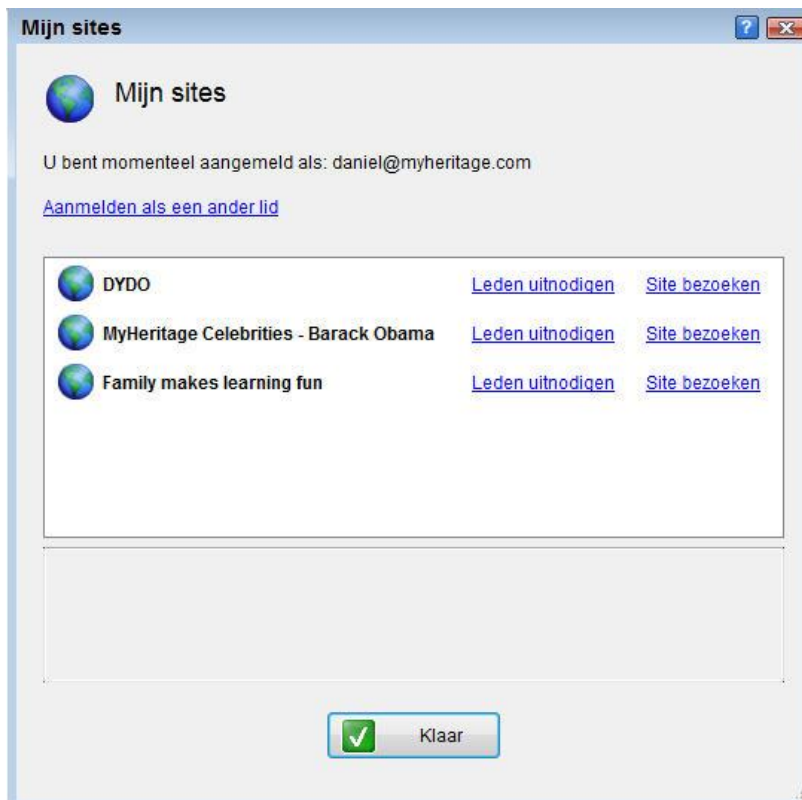 Mijn sites
Mijn sites
U bent momenteel aangemeld als: daniel@myheritage.com
Aanmelden als een ander lid
DYDO Leden uitnodigen Site bezoeken
MyHeritage Celebrities - Barack Obama Leden uitnodigen Site bezoeken
Family makes learning fun Leden uitnodigen Site bezoeken
Klaar